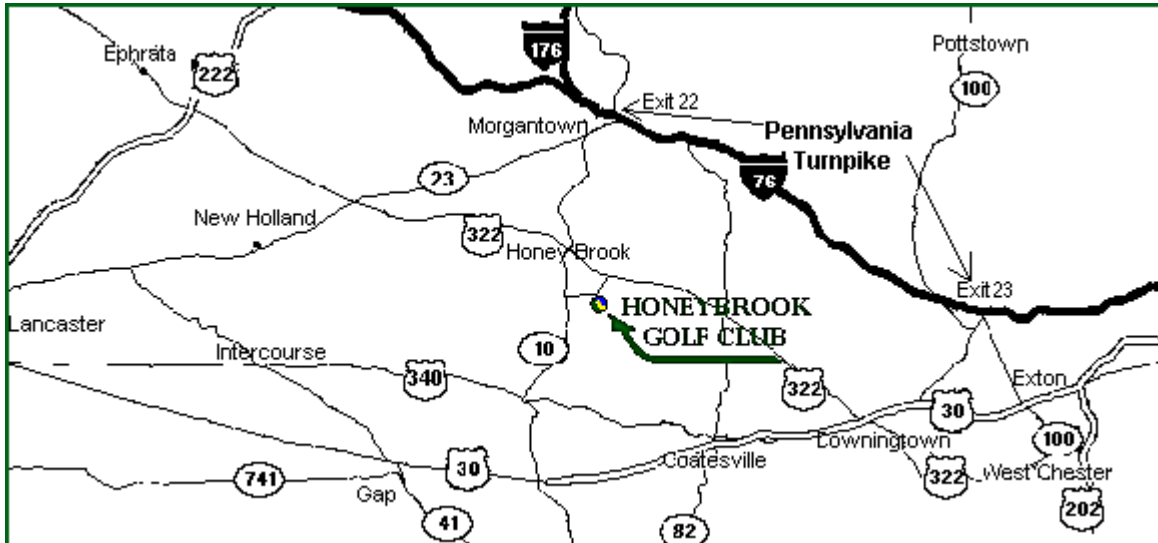 Ephrata
222
176
Pottstown
100
Exit 22
Morgantown
Pennsylvania
Turnpike
76
23
New Holland
322
Honey Brook
Exit 23
HONEYBROOK
GOLF CLUB
Lancaster
Intercourse
10
340
322
Exton
30
Lowningtown
100
Coatesville
30
741
Gap
322
West Chester
202
41
82